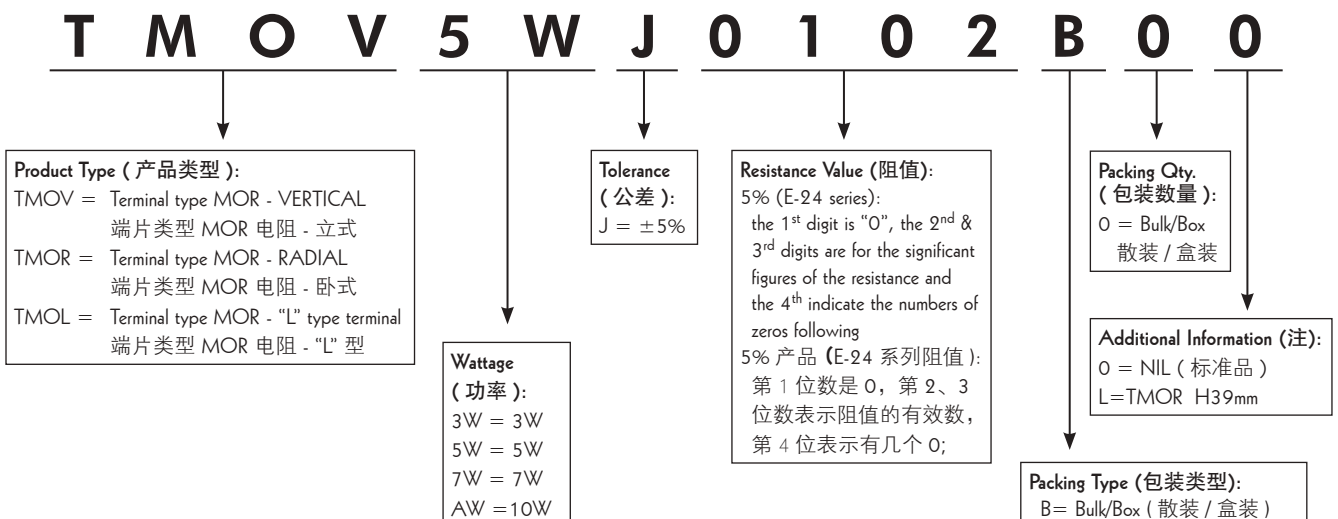 T M O V 5 W J 0 1 0 2 B 0 0
Product Type ( 产品类型 ):
TMOV = Terminal type MOR - VERTICAL
端片类型 MOR 电阻 - 立式
TMOR = Terminal type MOR - RADIAL
端片类型 MOR 电阻 - 卧式
TMOL = Terminal type MOR - “L” type terminal
端片类型 MOR 电阻 - “L” 型
Wattage
( 功率 ):
3W = 3W
5W = 5W
7W = 7W
AW =10W
Tolerance
( 公差 ):
J = ±5%
Resistance Value (阻值):
5% (E-24 series):
the 1st digit is “0”, the 2nd &
3rd digits are for the significant
figures of the resistance and
the 4th indicate the numbers of
zeros following
5% 产品 (E-24 系列阻值 ):
第 1 位数是 0，第 2、3
位数表示阻值的有效数，
第 4 位表示有几个 0;
Packing Qty.
( 包装数量 ):
0 = Bulk/Box
散装 / 盒装
Additional Information (注):
0 = NIL ( 标准品 )
L=TMOR H39mm
Packing Type (包装类型):
B= Bulk/Box ( 散装 / 盒装 )